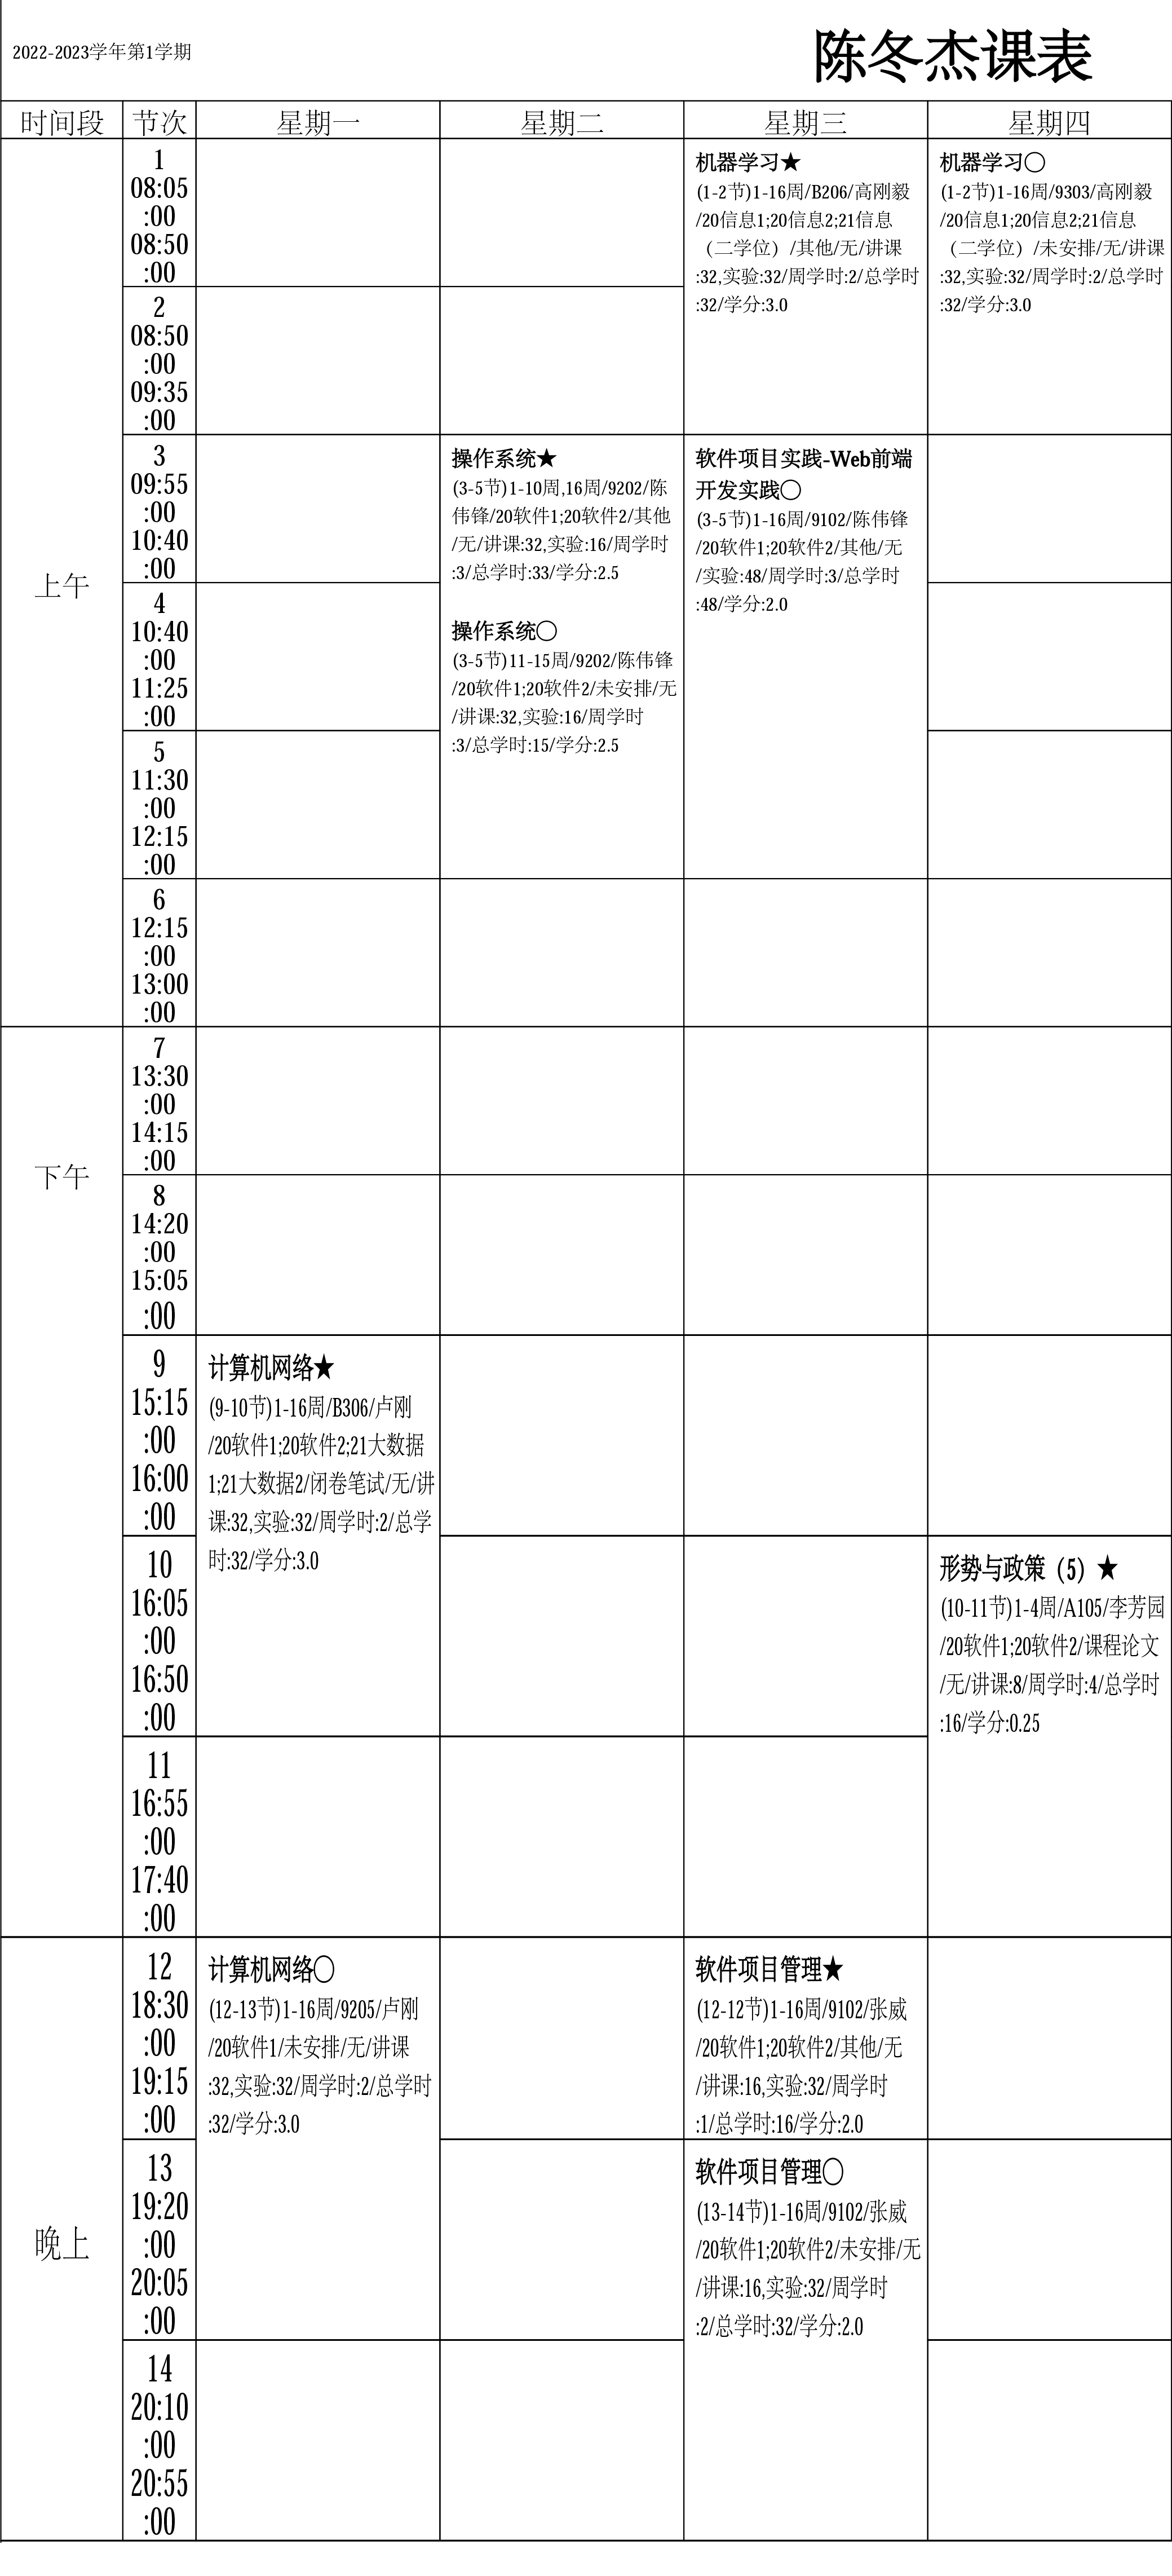 2022-2023学年第1学期
陈冬杰课表
时间段
节次
星期一
星期二
星期三
星期四
上午
1
08:05
:00
08:50
:00
机器学习★
(1-2节)1-16周/B206/高刚毅
/20信息1;20信息2;21信息
（二学位）/其他/无/讲课
:32,实验:32/周学时:2/总学时
:32/学分:3.0
机器学习○
(1-2节)1-16周/9303/高刚毅
/20信息1;20信息2;21信息
（二学位）/未安排/无/讲课
:32,实验:32/周学时:2/总学时
:32/学分:3.0
2
08:50
:00
09:35
:00
3
09:55
:00
10:40
:00
操作系统★
(3-5节)1-10周,16周/9202/陈
伟锋/20软件1;20软件2/其他
/无/讲课:32,实验:16/周学时
:3/总学时:33/学分:2.5
操作系统○
(3-5节)11-15周/9202/陈伟锋
/20软件1;20软件2/未安排/无
/讲课:32,实验:16/周学时
:3/总学时:15/学分:2.5
软件项目实践-Web前端
开发实践○
(3-5节)1-16周/9102/陈伟锋
/20软件1;20软件2/其他/无
/实验:48/周学时:3/总学时
:48/学分:2.0
4
10:40
:00
11:25
:00
5
11:30
:00
12:15
:00
6
12:15
:00
13:00
:00
下午
7
13:30
:00
14:15
:00
8
14:20
:00
15:05
:00
9
15:15
:00
16:00
:00
计算机网络★
(9-10节)1-16周/B306/卢刚
/20软件1;20软件2;21大数据
1;21大数据2/闭卷笔试/无/讲
课:32,实验:32/周学时:2/总学
时:32/学分:3.0
10
16:05
:00
16:50
:00
形势与政策（5）★
(10-11节)1-4周/A105/李芳园
/20软件1;20软件2/课程论文
/无/讲课:8/周学时:4/总学时
:16/学分:0.25
11
16:55
:00
17:40
:00
晚上
12
18:30
:00
19:15
:00
计算机网络○
(12-13节)1-16周/9205/卢刚
/20软件1/未安排/无/讲课
:32,实验:32/周学时:2/总学时
:32/学分:3.0
软件项目管理★
(12-12节)1-16周/9102/张威
/20软件1;20软件2/其他/无
/讲课:16,实验:32/周学时
:1/总学时:16/学分:2.0
13
19:20
:00
20:05
:00
软件项目管理○
(13-14节)1-16周/9102/张威
/20软件1;20软件2/未安排/无
/讲课:16,实验:32/周学时
:2/总学时:32/学分:2.0
14
20:10
:00
20:55
:00